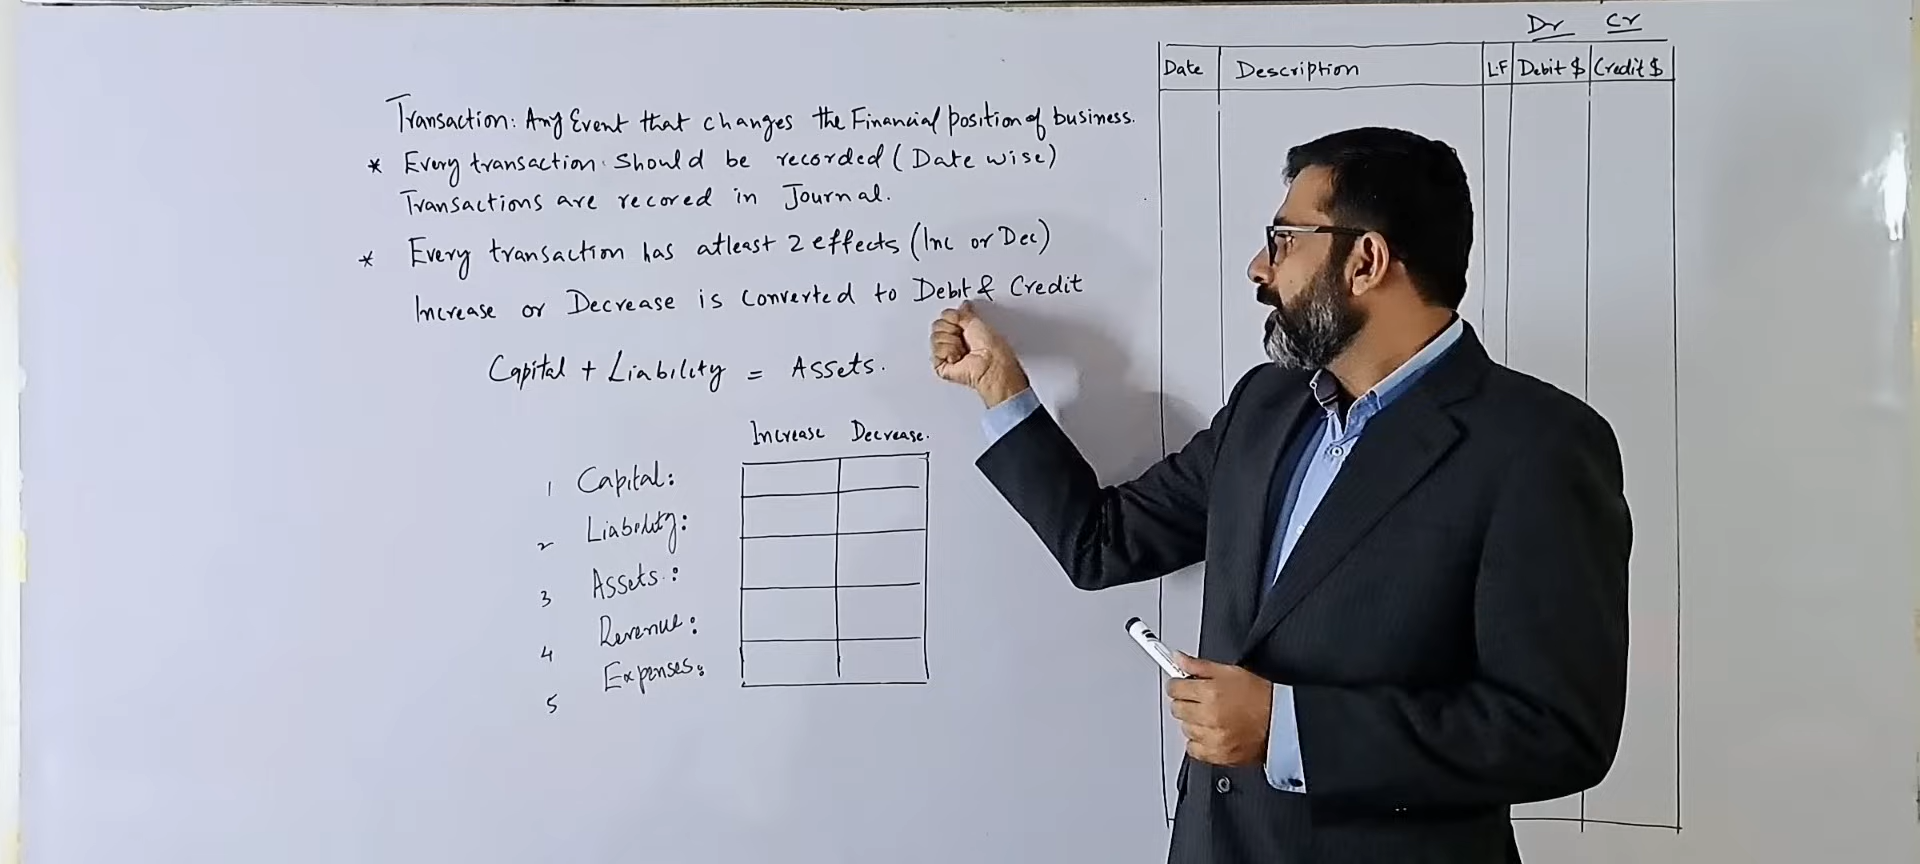 Dr Cr
Date Description L.F Debit $ Credit $
Transaction: Any Event that changes the Financial position of business.
* Every transaction should be recorded (Date wise)
Transactions are recored in Journal.
* Every transaction has atleast 2 effects (Inc or Dec)
Increase or Decrease is converted to Debit & Credit
Capital + Liability = Assets.
Increase Decrease.
1 Capital:
2 Liability:
3 Assets:
4 Revenue:
5 Expenses: